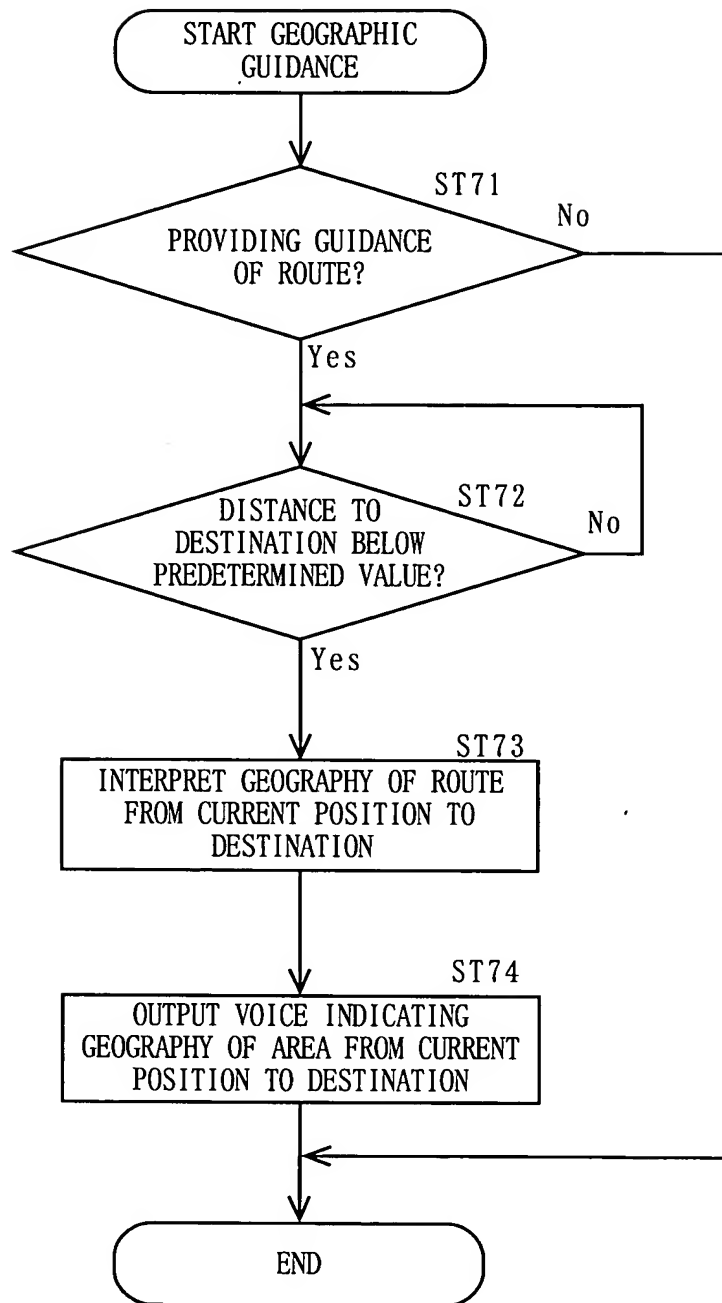 START GEOGRAPHIC
GUIDANCE
ST71
No
PROVIDING GUIDANCE
OF ROUTE?
Yes
ST72
No
DISTANCE TO
DESTINATION BELOW
PREDETERMINED VALUE?
Yes
ST73
INTERPRET GEOGRAPHY OF ROUTE
FROM CURRENT POSITION TO
DESTINATION
ST74
OUTPUT VOICE INDICATING
GEOGRAPHY OF AREA FROM CURRENT
POSITION TO DESTINATION
END